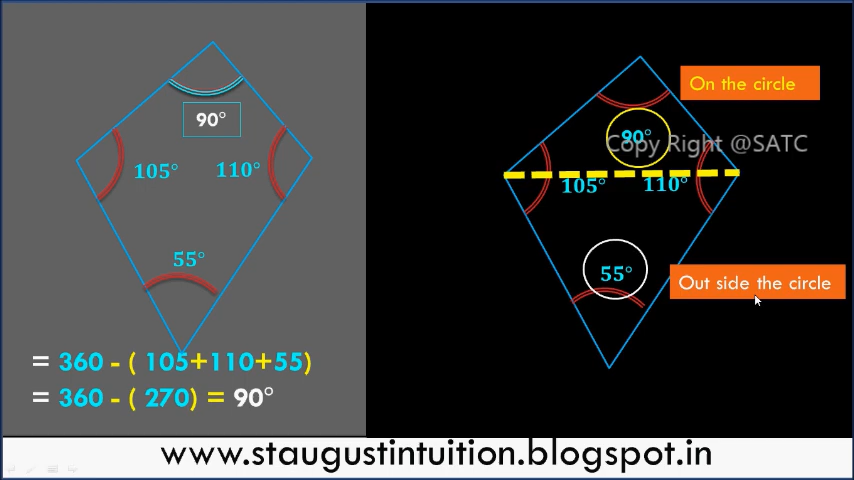 90°
105° 110°
55°
= 360 - ( 105+110+55)
= 360 - ( 270) = 90°
On the circle
90°
Copy Right @SATC
105° 110°
55°
Out side the circle
www.staugustintuition.blogspot.in